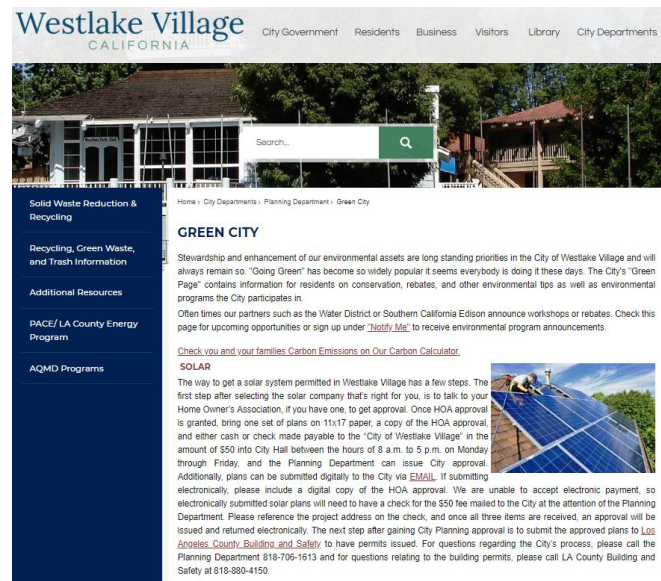 Westlake Village
CALIFORNIA
City Government Residents Business Visitors Library City Departments
Search...
Solid Waste Reduction &
Recycling
Recycling, Green Waste,
and Trash Information
Additional Resources
PACE/ LA County Energy
Program
AQMD Programs
Home › City Departments › Planning Department › Green City
GREEN CITY
Stewardship and enhancement of our environmental assets are long standing priorities in the City of Westlake Village and will
always remain so. "Going Green" has become so widely popular it seems everybody is doing it these days. The City's "Green
Page" contains information for residents on conservation, rebates, and other environmental tips as well as environmental
programs the City participates in.
Often times our partners such as the Water District or Southern California Edison announce workshops or rebates. Check this
page for upcoming opportunities or sign up under "Notify Me" to receive environmental program announcements.
Check you and your families Carbon Emissions on Our Carbon Calculator.
SOLAR
The way to get a solar system permitted in Westlake Village has a few steps. The
first step after selecting the solar company that's right for you, is to talk to your
Home Owner's Association, if you have one, to get approval. Once HOA approval
is granted, bring one set of plans on 11x17 paper, a copy of the HOA approval,
and either cash or check made payable to the "City of Westlake Village" in the
amount of $50 into City Hall between the hours of 8 a.m. to 5 p.m. on Monday
through Friday, and the Planning Department can issue City approval.
Additionally, plans can be submitted digitally to the City via EMAIL. If submitting
electronically, please include a digital copy of the HOA approval. We are unable to accept electronic payment, so
electronically submitted solar plans will need to have a check for the $50 fee mailed to the City at the attention of the Planning
Department. Please reference the project address on the check, and once all three items are received, an approval will be
issued and returned electronically. The next step after gaining City Planning approval is to submit the approved plans to Los
Angeles County Building and Safety to have permits issued. For questions regarding the City's process, please call the
Planning Department 818-706-1613 and for questions relating to the building permits, please call LA County Building and
Safety at 818-880-4150.